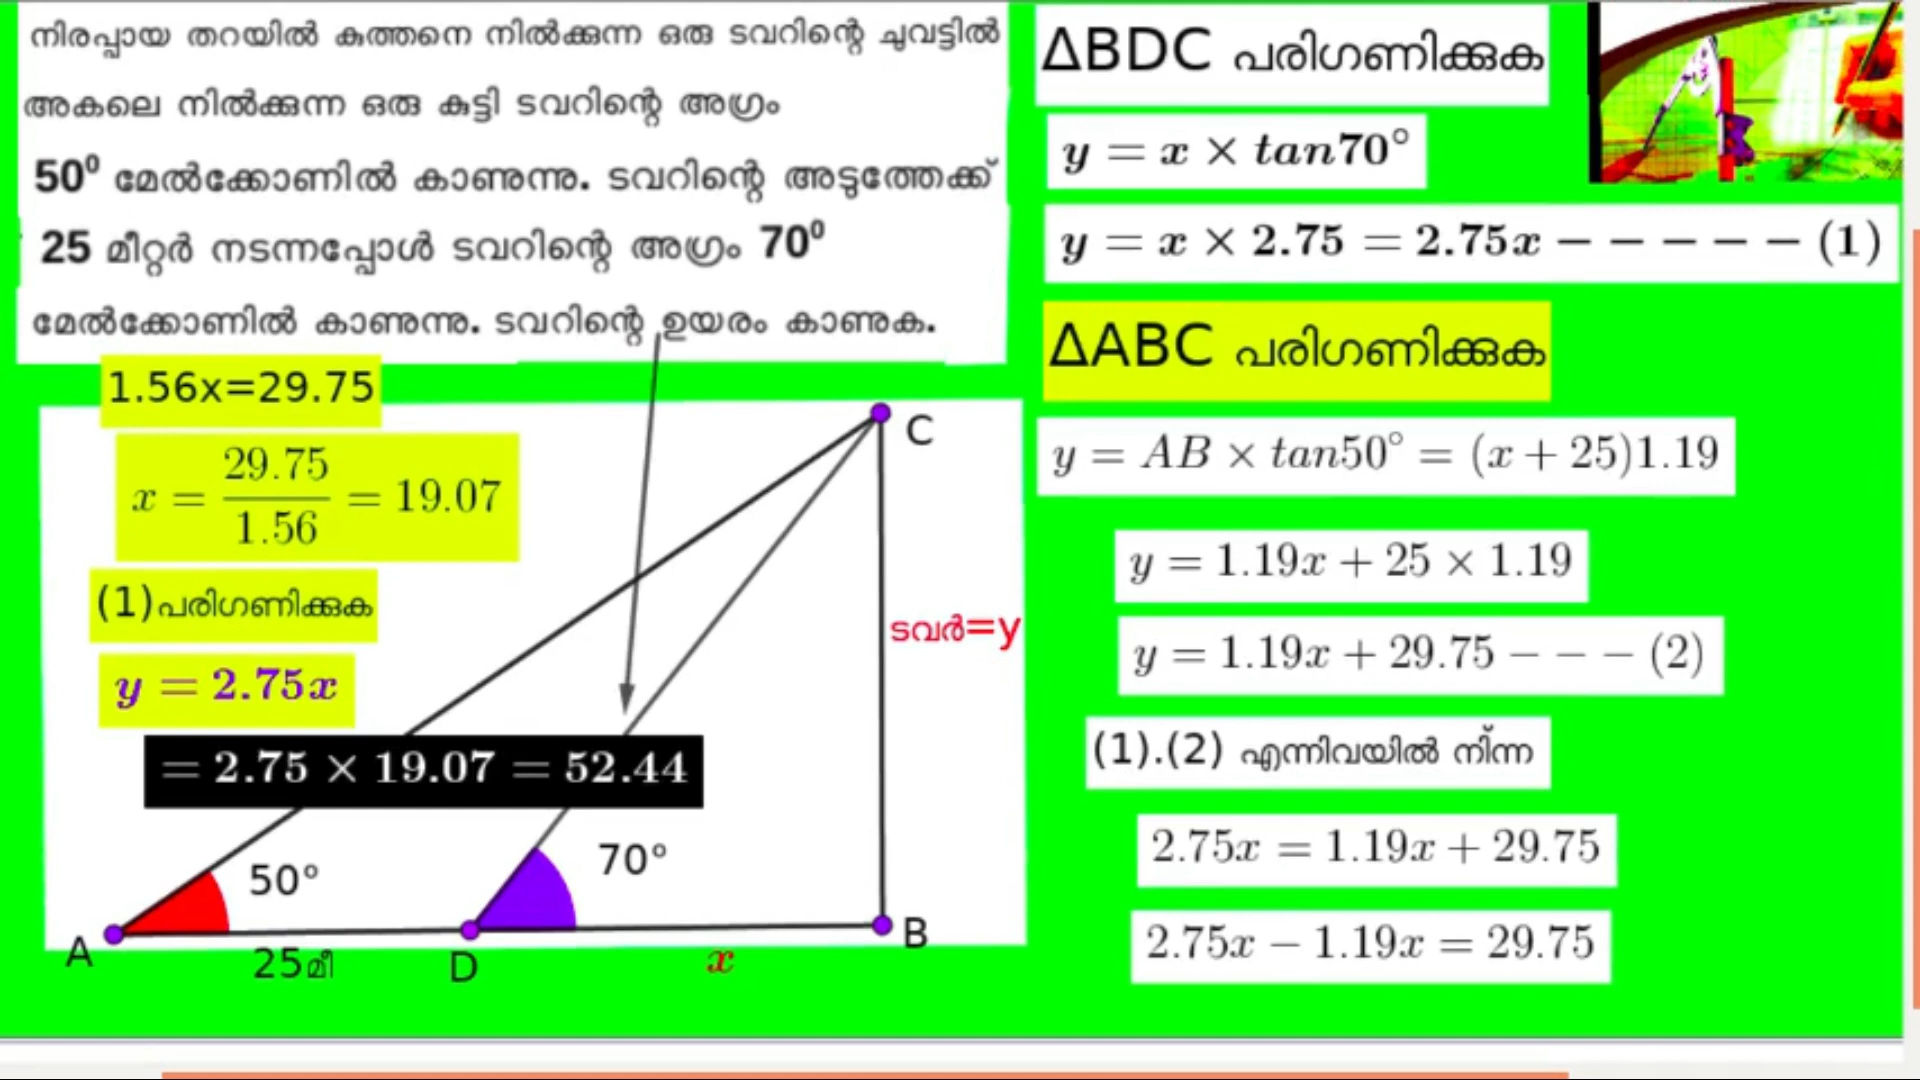 നിരപ്പായ തറയിൽ കുത്തനെ നിൽക്കുന്ന ഒരു ടവറിന്റെ ചുവട്ടിൽ
അകലെ നിൽക്കുന്ന ഒരു കുട്ടി ടവറിന്റെ അഗ്രം
50⁰ മേൽക്കോണിൽ കാണുന്നു. ടവറിന്റെ അടുത്തേക്ക്
25 മീറ്റർ നടന്നപ്പോൾ ടവറിന്റെ അഗ്രം 70⁰
മേൽക്കോണിൽ കാണുന്നു. ടവറിന്റെ ഉയരം കാണുക.
1.56x=29.75
x = 29.75/1.56 = 19.07
(1)പരിഗണിക്കുക
y = 2.75x
= 2.75 × 19.07 = 52.44
C
ടവർ=y
50°
70°
A
25മീ
D
x
B
ΔBDC പരിഗണിക്കുക
y = x × tan70°
y = x × 2.75 = 2.75x − − − − − (1)
ΔABC പരിഗണിക്കുക
y = AB × tan50° = (x + 25)1.19
y = 1.19x + 25 × 1.19
y = 1.19x + 29.75 − − − (2)
(1).(2) എന്നിവയിൽ നി്ന്ന
2.75x = 1.19x + 29.75
2.75x − 1.19x = 29.75